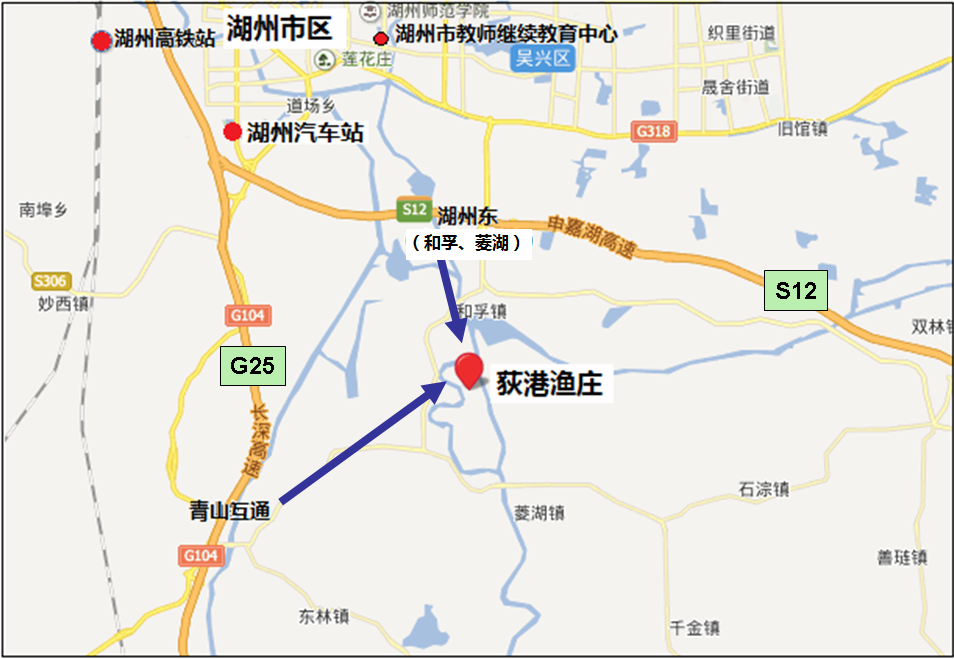 湖州师范学院
湖州市区
湖州市教师继续教育中心
湖州高铁站
织里街道
吴兴区
莲花庄
晟舍街道
道场乡
湖州汽车站
G318
旧馆镇
南埠乡
S12
湖州东
（和孚、菱湖）
申嘉湖高速
S306
妙西镇
S12
和孚镇
G104
双林镇
G25
荻港渔庄
长深高速
石淙镇
青山互通
菱湖镇
G104
善琏镇
东林镇
千金镇